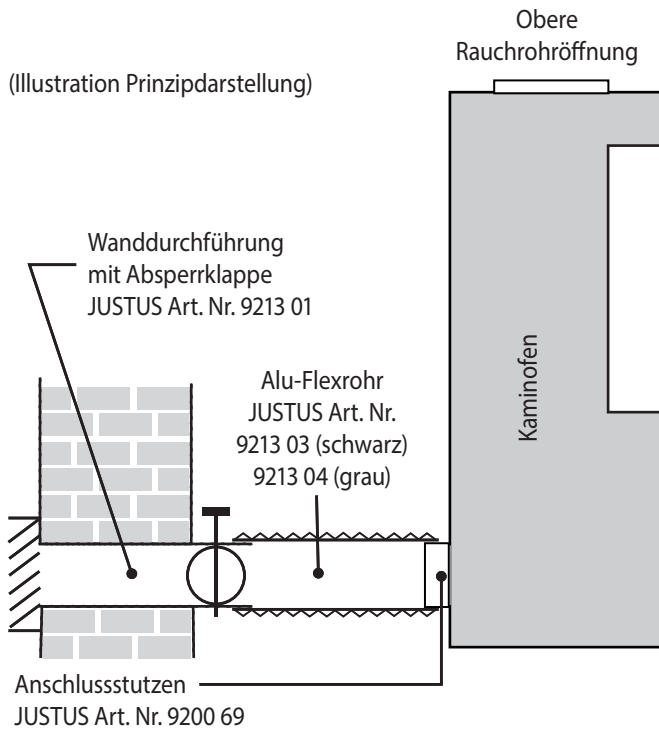 Obere
Rauchrohröffnung
(Illustration Prinzipdarstellung)
Wanddurchführung
mit Absperrklappe
JUSTUS Art. Nr. 9213 01
Alu-Flexrohr
JUSTUS Art. Nr.
9213 03 (schwarz)
9213 04 (grau)
Kaminofen
Anschlussstutzen
JUSTUS Art. Nr. 9200 69